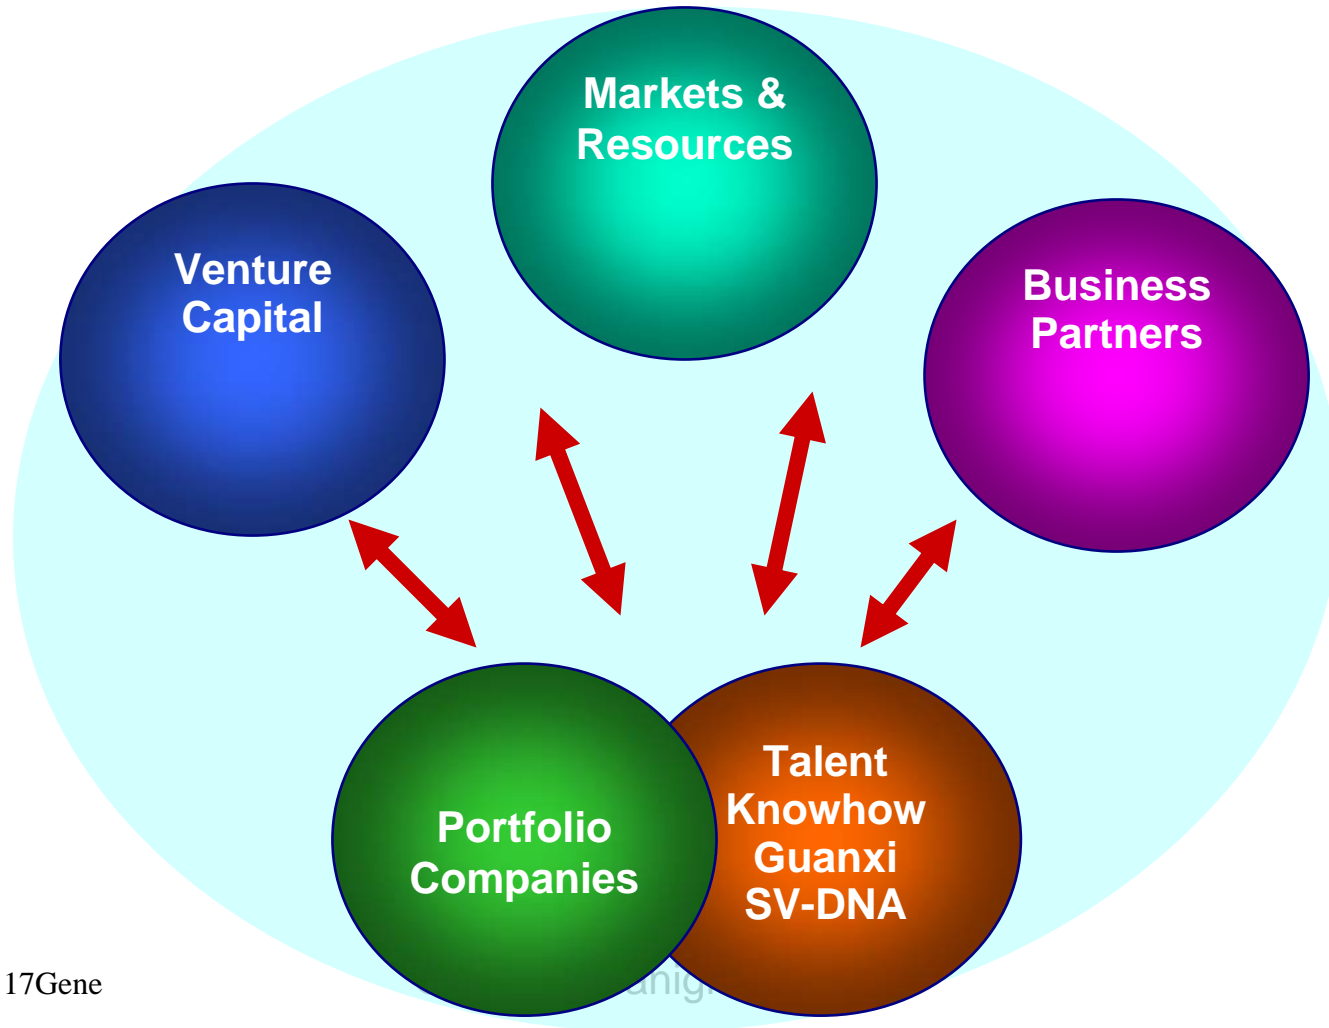 Markets &
Resources
Venture
Capital
Business
Partners
Talent
Knowhow
Guanxi
SV-DNA
Portfolio
Companies
17Gene